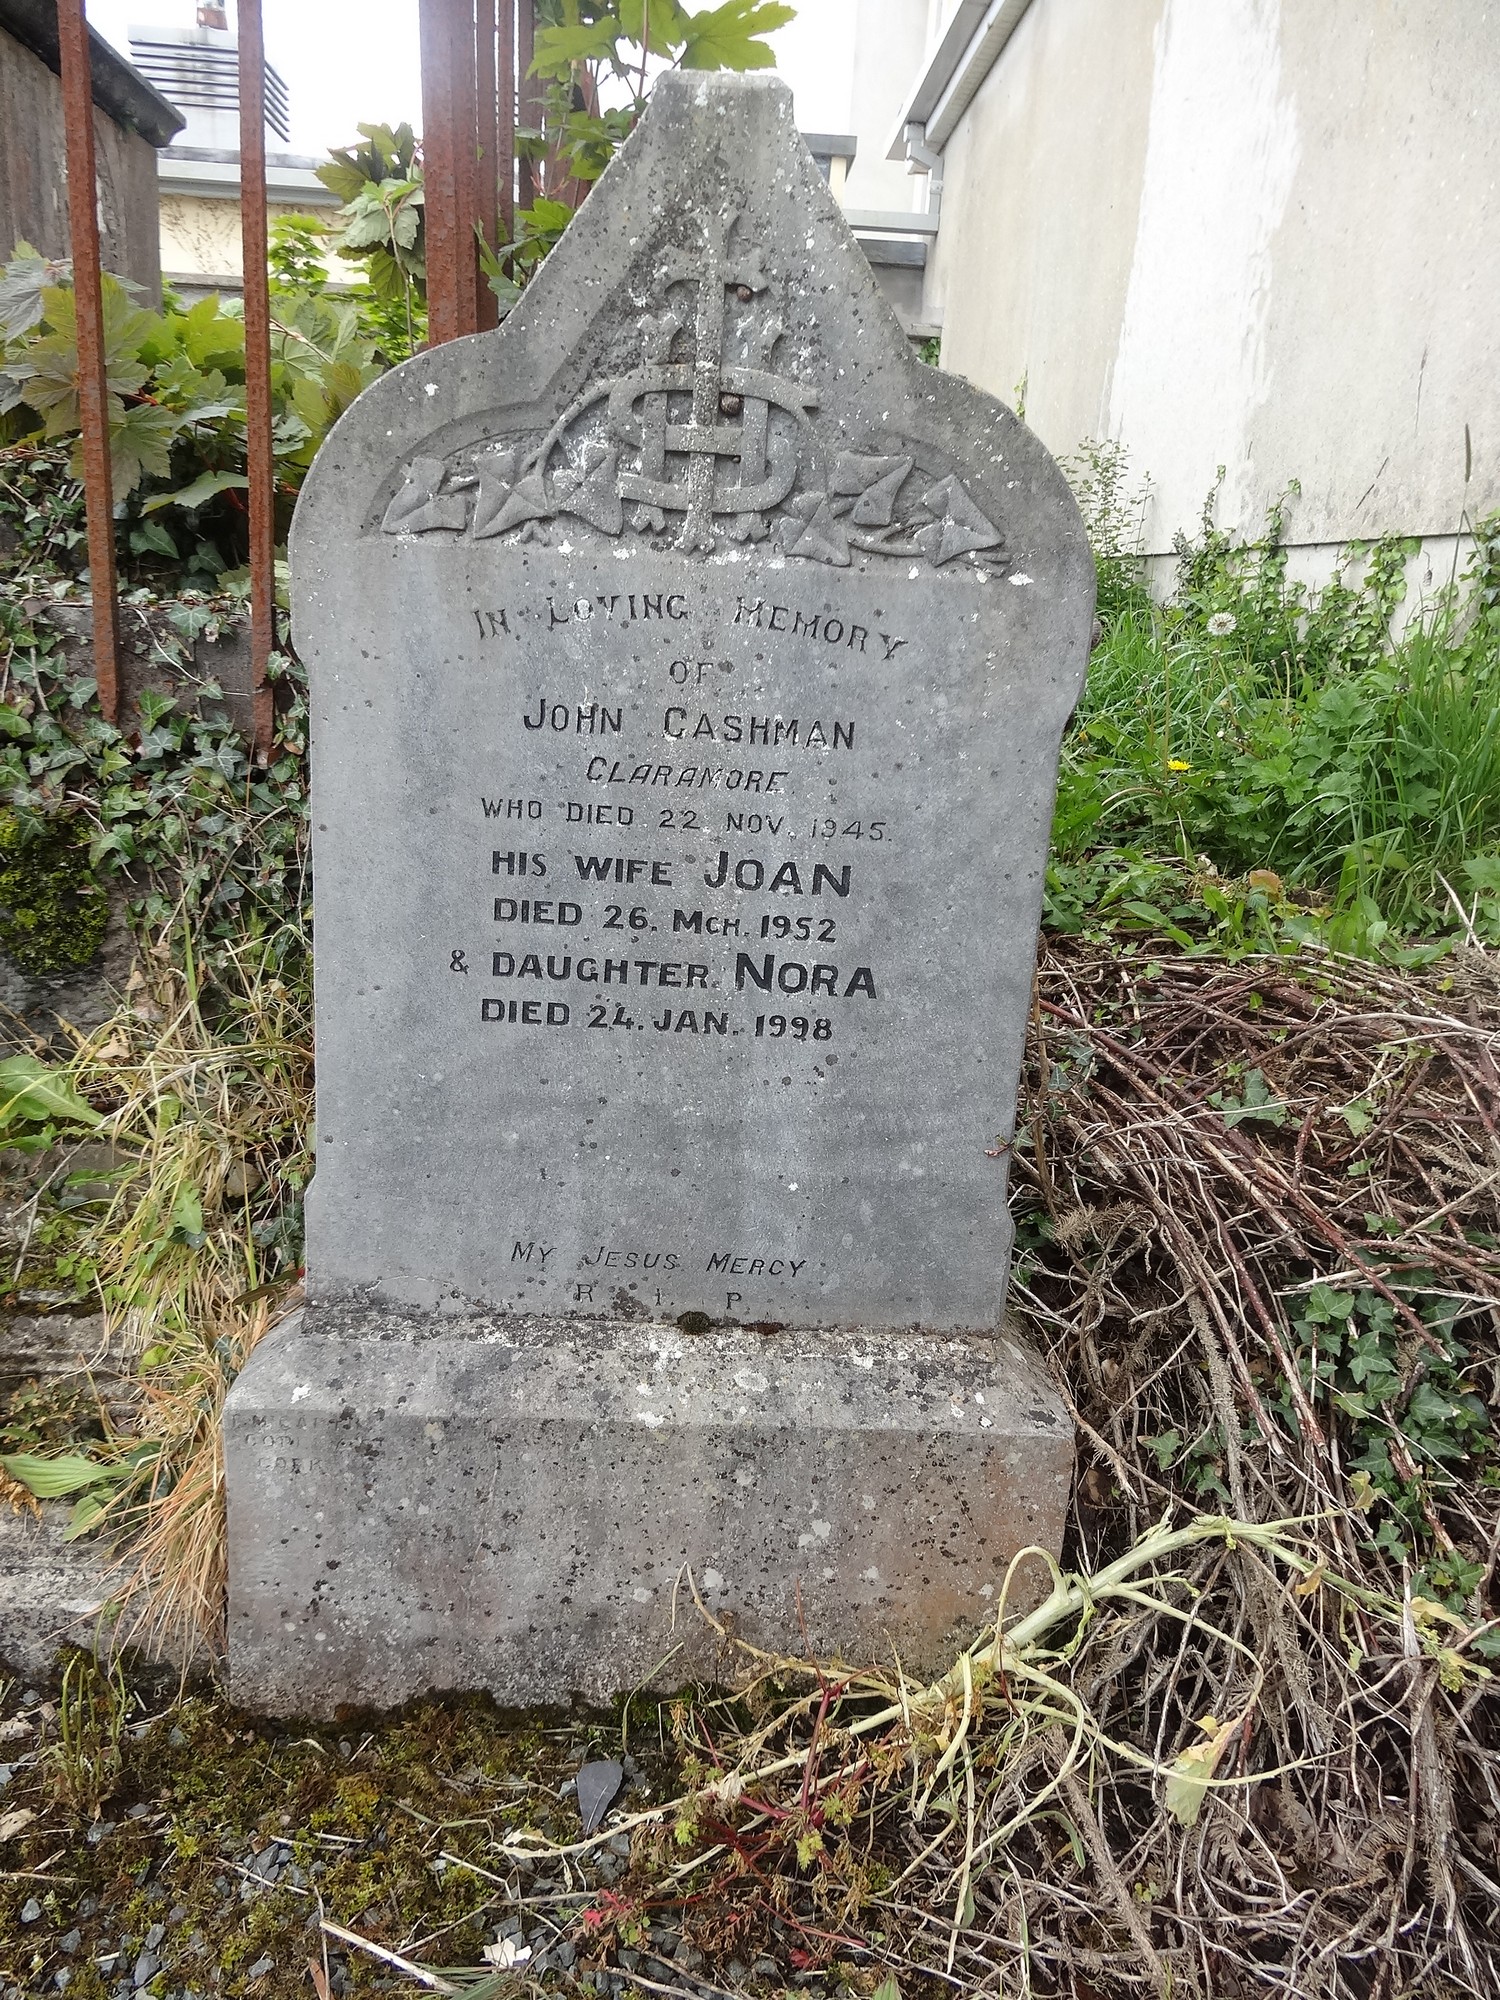 IHS
IN LOVING MEMORY
OF
JOHN CASHMAN
CLARAMORE
WHO DIED 22 NOV. 1945.
HIS WIFE JOAN
DIED 26. MCH. 1952
& DAUGHTER NORA
DIED 24. JAN. 1998
MY JESUS MERCY
R I P
CORK